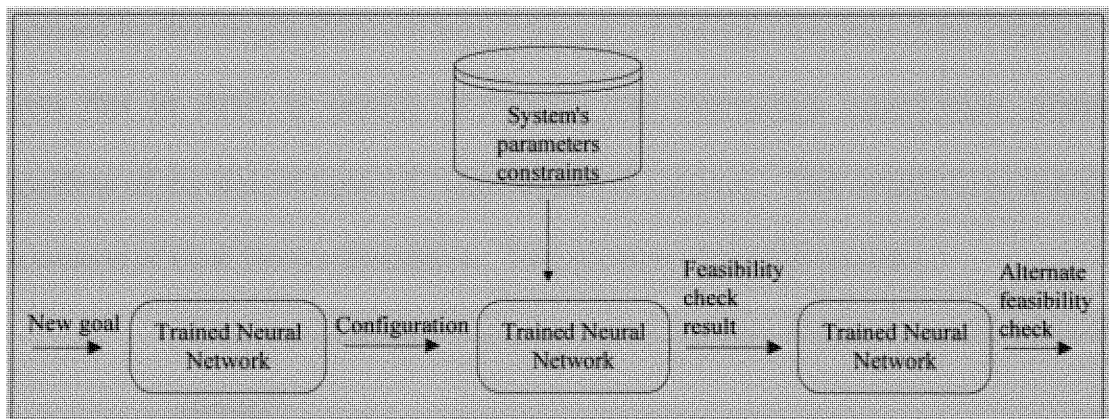 System's
parameters
constraints
New goal
Trained Neural
Network
Configuration
Trained Neural
Network
Feasibility
check
result
Trained Neural
Network
Alternate
feasibility
check